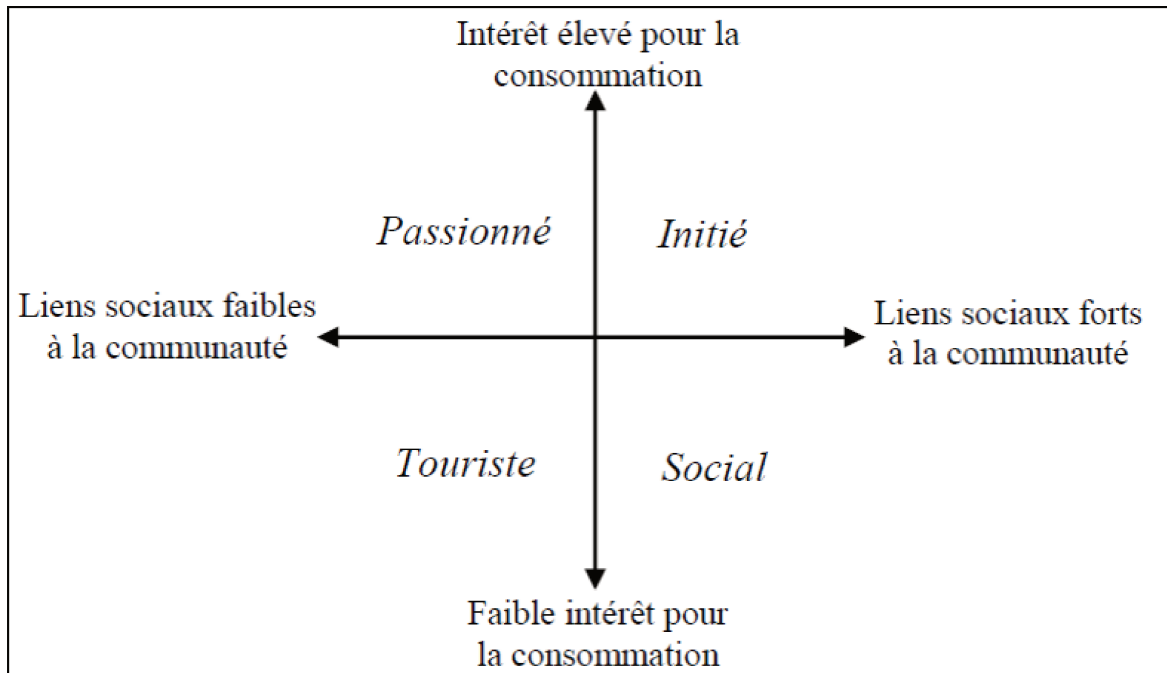 Intérêt élevé pour la
consommation
Passionné
Initié
Liens sociaux faibles
à la communauté
Liens sociaux forts
à la communauté
Touriste
Social
Faible intérêt pour
la consommation